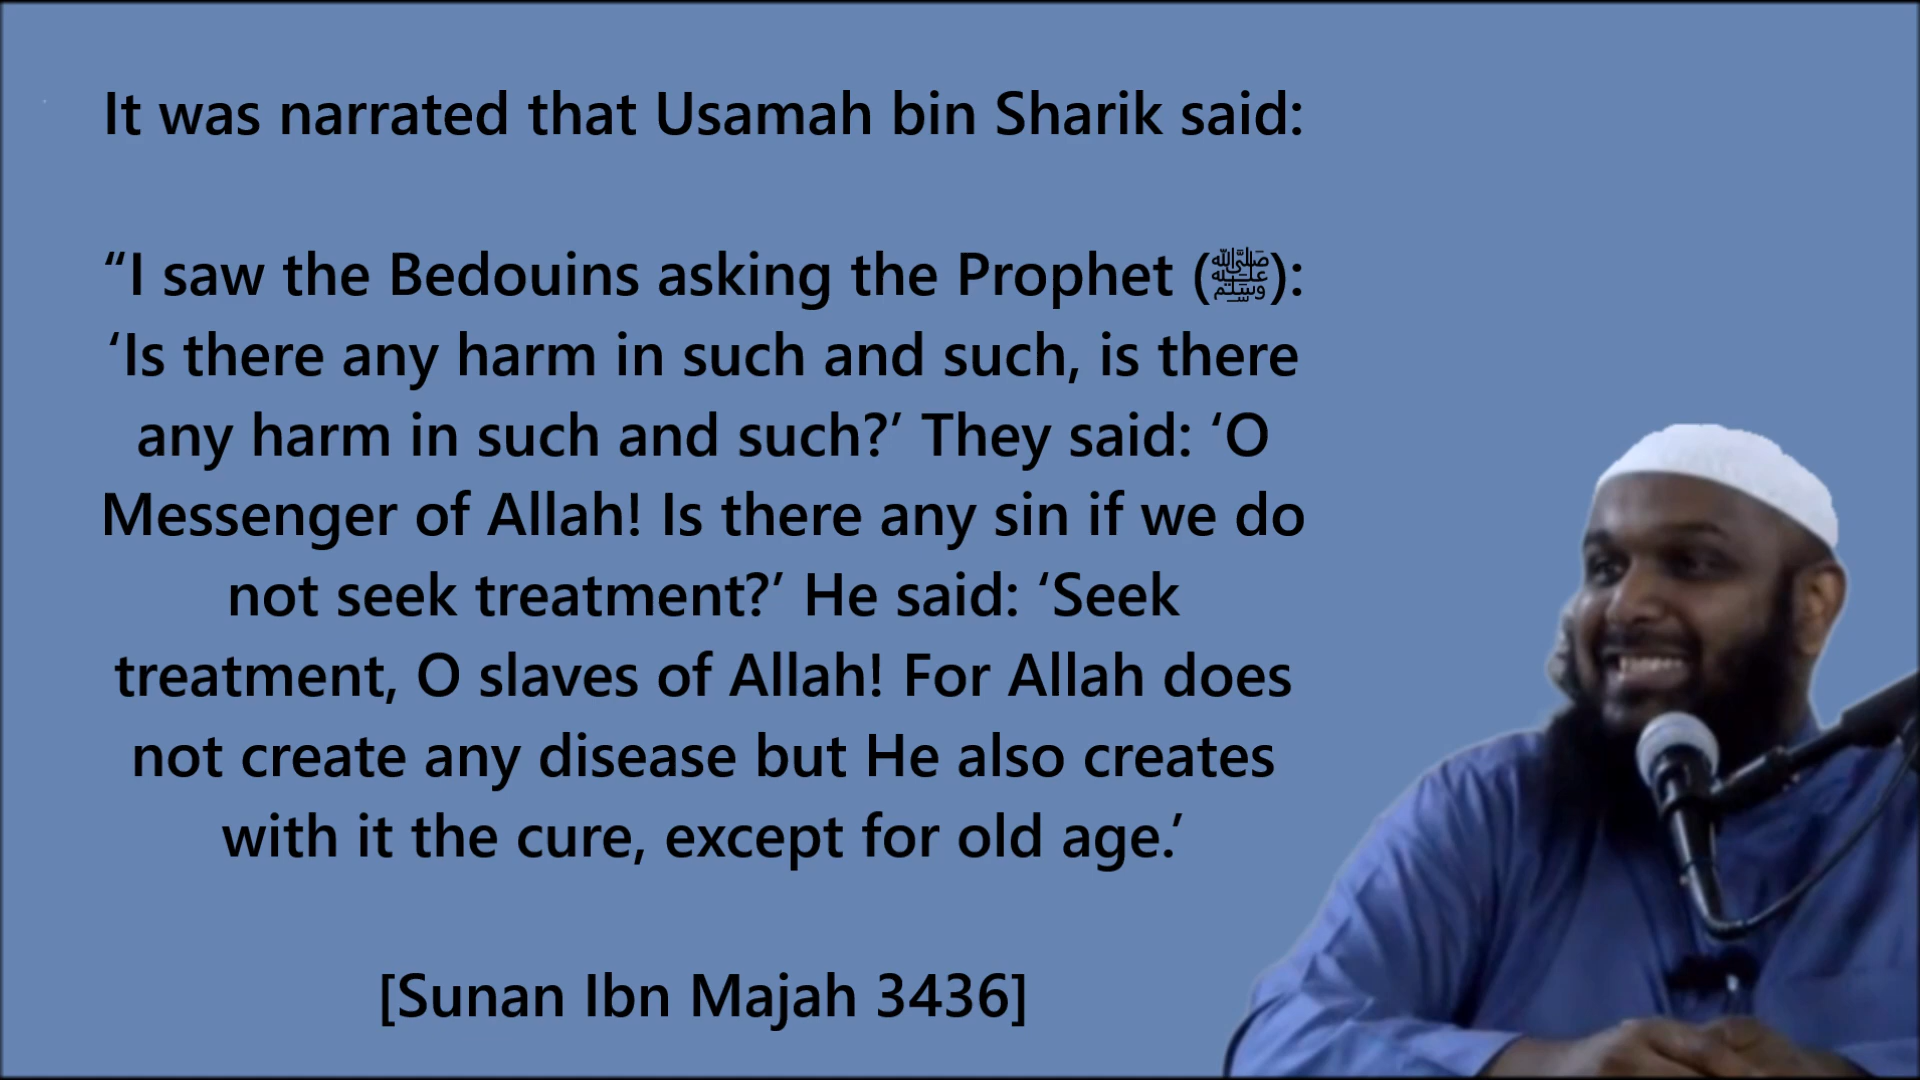 It was narrated that Usamah bin Sharik said:
“I saw the Bedouins asking the Prophet (ﷺ):
‘Is there any harm in such and such, is there
any harm in such and such?’ They said: ‘O
Messenger of Allah! Is there any sin if we do
not seek treatment?’ He said: ‘Seek
treatment, O slaves of Allah! For Allah does
not create any disease but He also creates
with it the cure, except for old age.’
[Sunan Ibn Majah 3436]